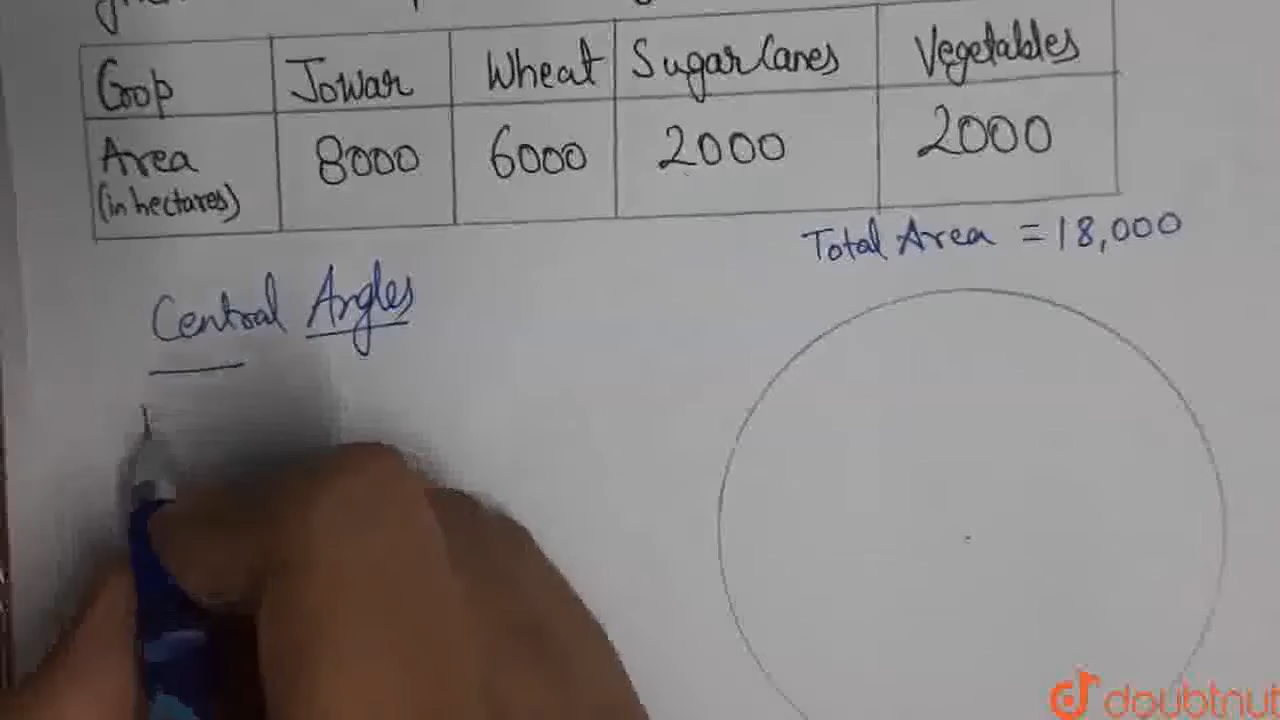 Crop Jowar Wheat Sugar Canes Vegetables
Area 8000 6000 2000 2000
(in hectares)
Total Area = 18,000
Central Angles
doubtnut